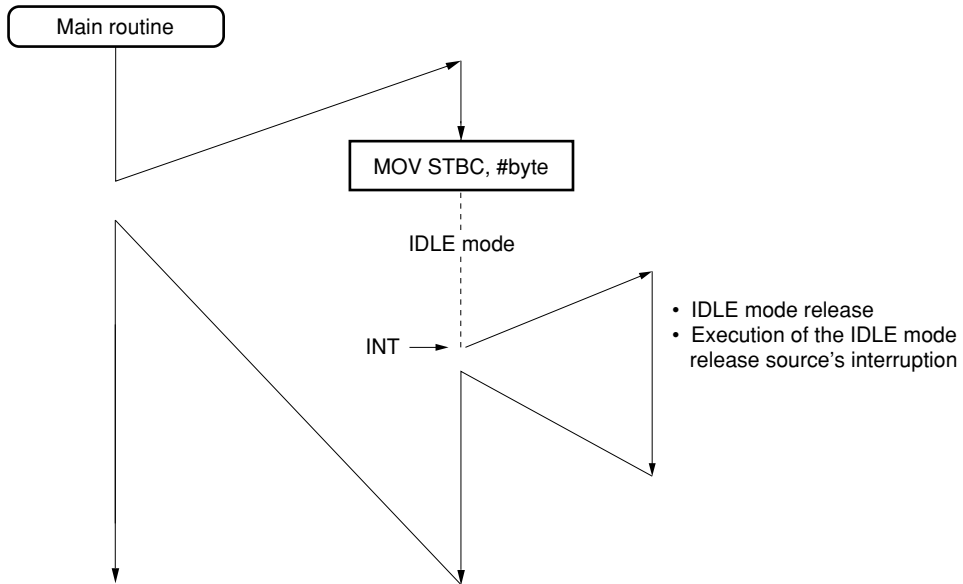 Main routine
MOV STBC, #byte
IDLE mode
INT
• IDLE mode release
• Execution of the IDLE mode
release source’s interruption